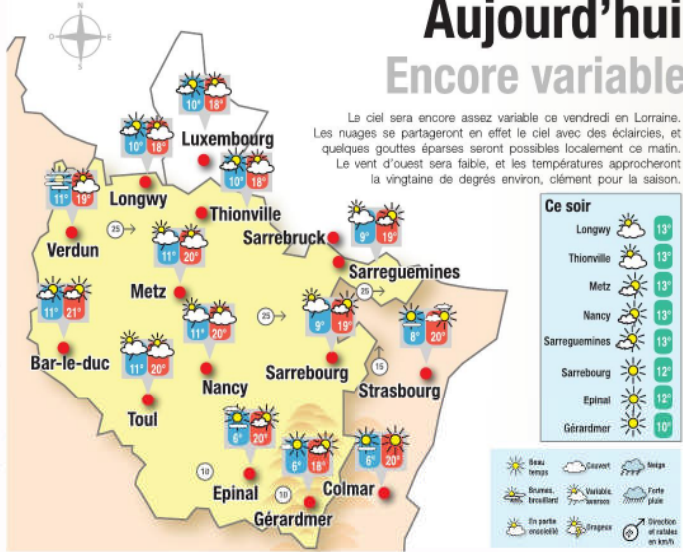 Aujourd'hui
Encore variable
Le ciel sera encore assez variable ce vendredi en Lorraine.
Les nuages se partageront en effet le ciel avec des éclaircies, et
quelques gouttes éparses seront possibles localement ce matin.
Le vent d'ouest sera faible, et les températures approcheront
la vingtaine de degrés environ, clément pour la saison.
N
O E
S
10° 18°
Luxembourg
10° 18°
Longwy
10° 18°
Thionville
11° 19°
Verdun
25
11° 20°
Metz
Sarrebruck
9° 19°
Sarreguemines
25
25
11° 21°
Bar-le-duc
11° 20°
Nancy
11° 20°
Toul
9° 19°
Sarrebourg
8° 20°
Strasbourg
15
6° 20°
Epinal
10
6° 18°
Gérardmer
10
6° 20°
Colmar
Ce soir
Longwy 13°
Thionville 13°
Metz 13°
Nancy 13°
Sarreguemines 13°
Sarrebourg 12°
Epinal 12°
Gérardmer 10°
Beau temps
Couvert
Neige
Brumes, brouillard
Variable, averses
Forte pluie
En partie ensoleillé
Orageux
Direction et rafales en km/h